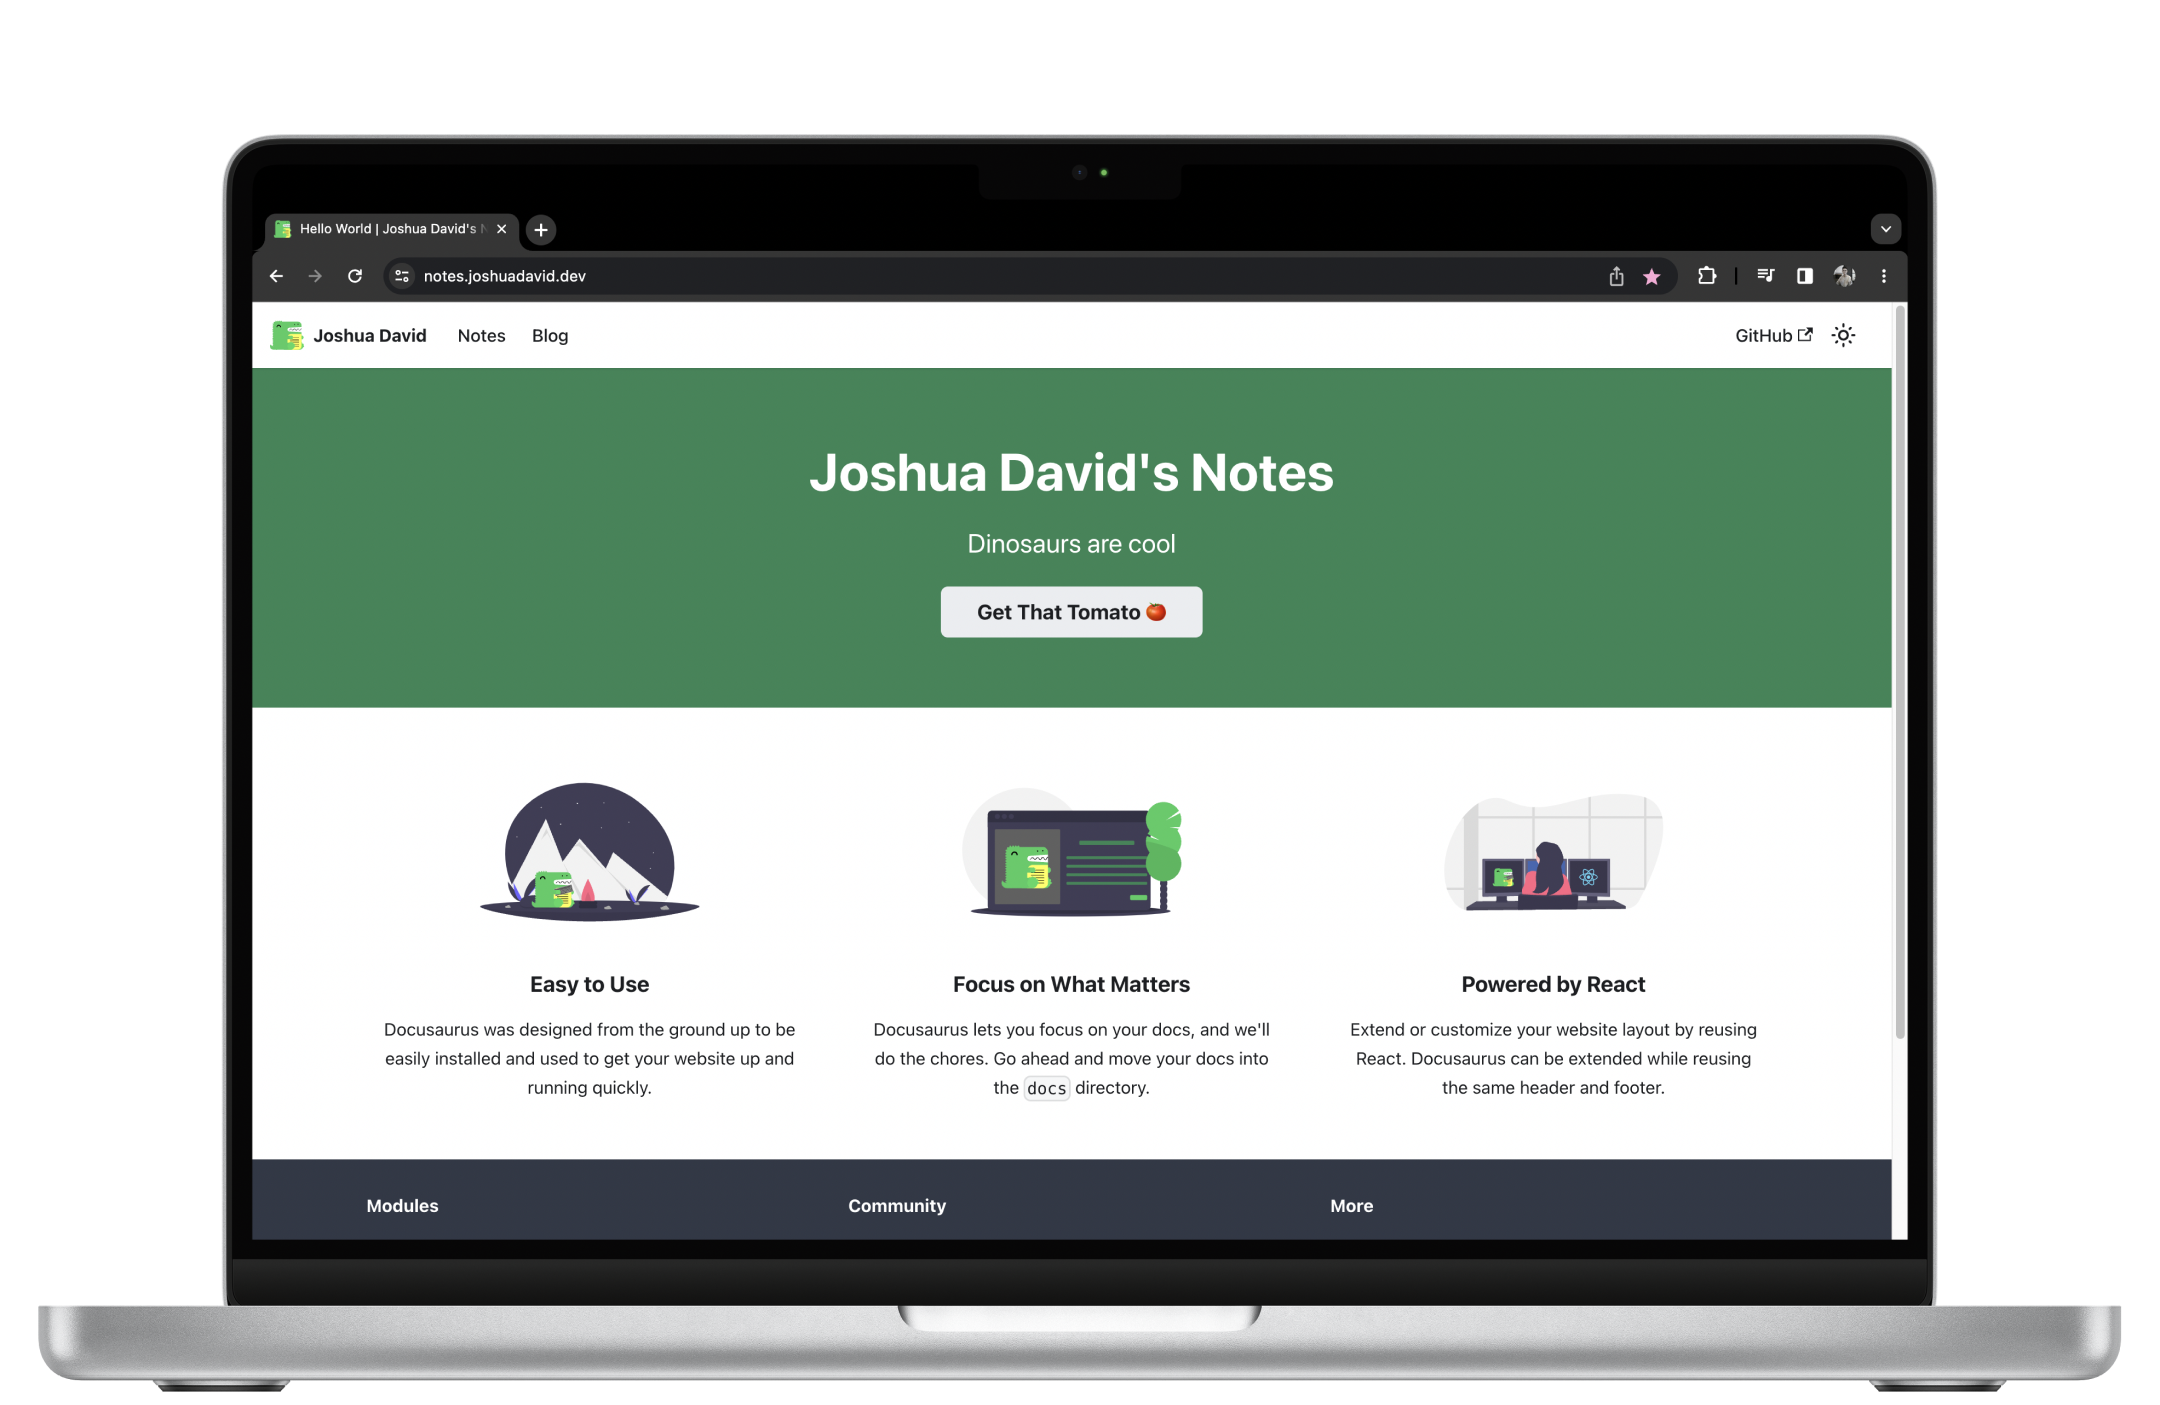 Hello World | Joshua David's
notes.joshuadavid.dev
Joshua David Notes Blog GitHub
Joshua David's Notes
Dinosaurs are cool
Get That Tomato 🍅
Easy to Use
Docusaurus was designed from the ground up to be
easily installed and used to get your website up and
running quickly.
Focus on What Matters
Docusaurus lets you focus on your docs, and we'll
do the chores. Go ahead and move your docs into
the docs directory.
Powered by React
Extend or customize your website layout by reusing
React. Docusaurus can be extended while reusing
the same header and footer.
Modules Community More